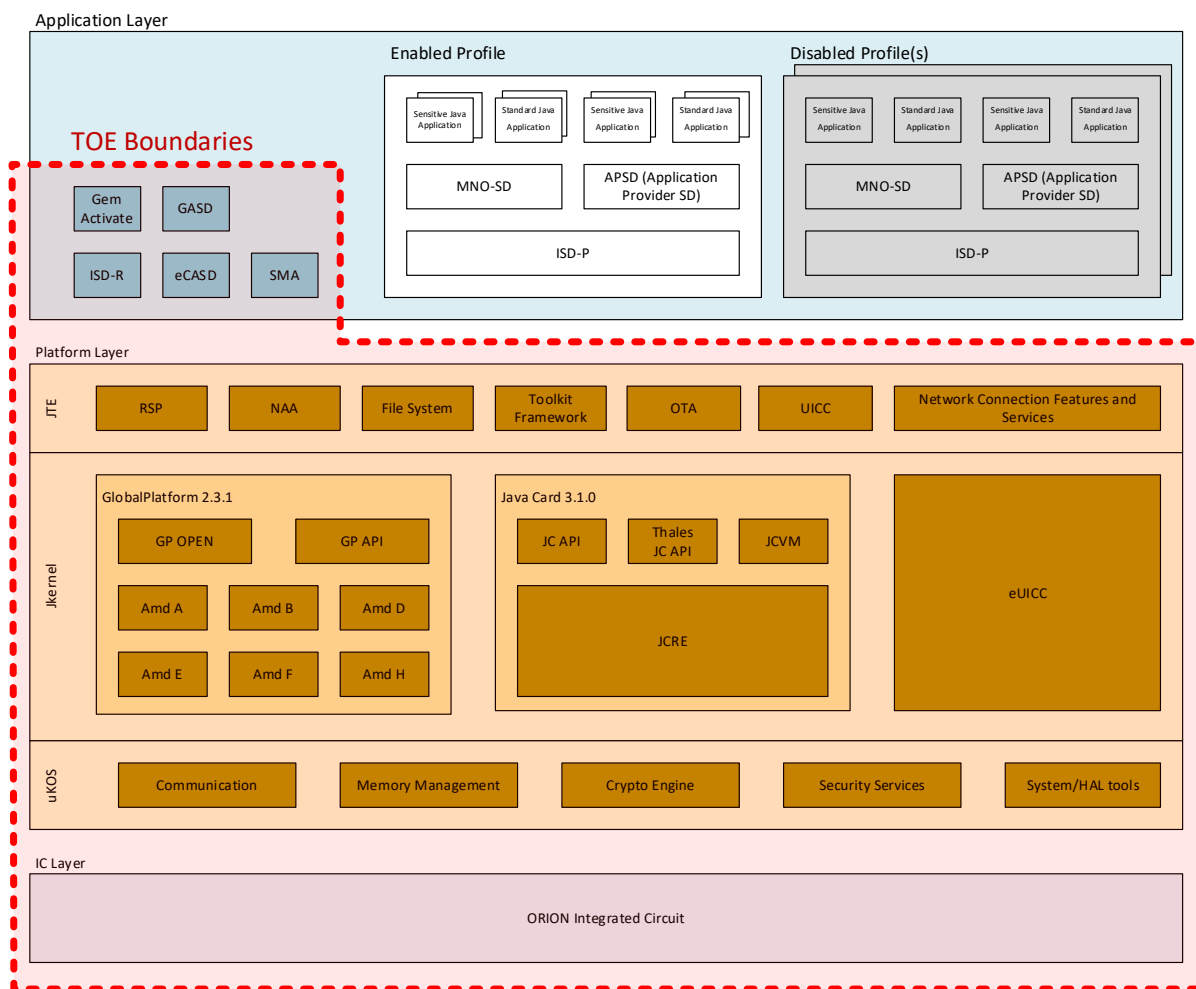 Application Layer
Enabled Profile
Disabled Profile(s)
Sensitive Java
Application
Standard Java
Application
Sensitive Java
Application
Standard Java
Application
Sensitive Java
Application
Standard Java
Application
Sensitive Java
Application
Standard Java
Application
TOE Boundaries
MNO-SD
APSD (Application
Provider SD)
MNO-SD
APSD (Application
Provider SD)
Gem
Activate
GASD
ISD-P
ISD-P
ISD-R
eCASD
SMA
Platform Layer
JTE
RSP
NAA
File System
Toolkit
Framework
OTA
UICC
Network Connection Features and
Services
Jkernel
GlobalPlatform 2.3.1
GP OPEN
GP API
Amd A
Amd B
Amd D
Amd E
Amd F
Amd H
Java Card 3.1.0
JC API
Thales
JC API
JCVM
JCRE
eUICC
uKOS
Communication
Memory Management
Crypto Engine
Security Services
System/HAL tools
IC Layer
ORION Integrated Circuit